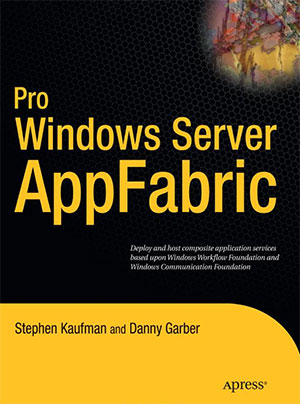 Pro
Windows Server
AppFabric
Deploy and host composite application services
based upon Windows Workflow Foundation and
Windows Communication Foundation
Stephen Kaufman and Danny Garber
Apress®